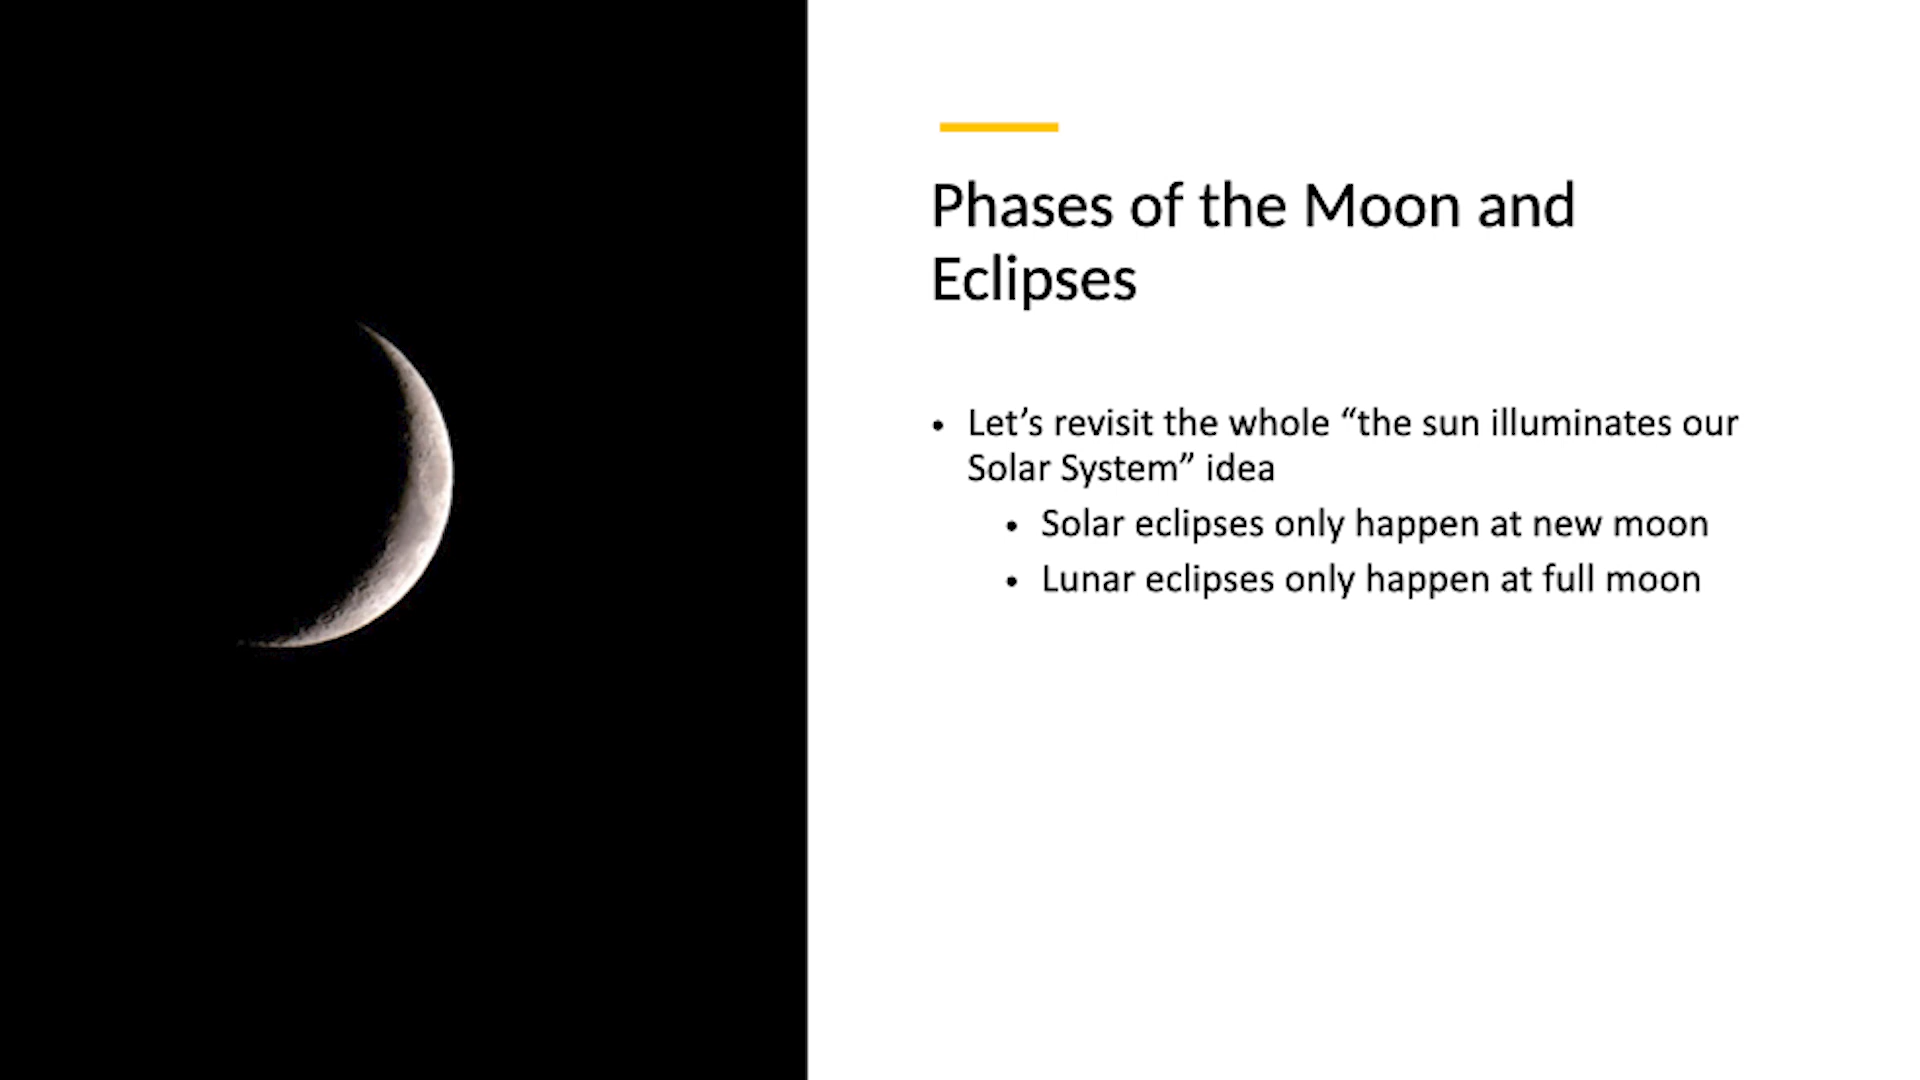 Phases of the Moon and
Eclipses
• Let’s revisit the whole “the sun illuminates our
Solar System” idea
• Solar eclipses only happen at new moon
• Lunar eclipses only happen at full moon